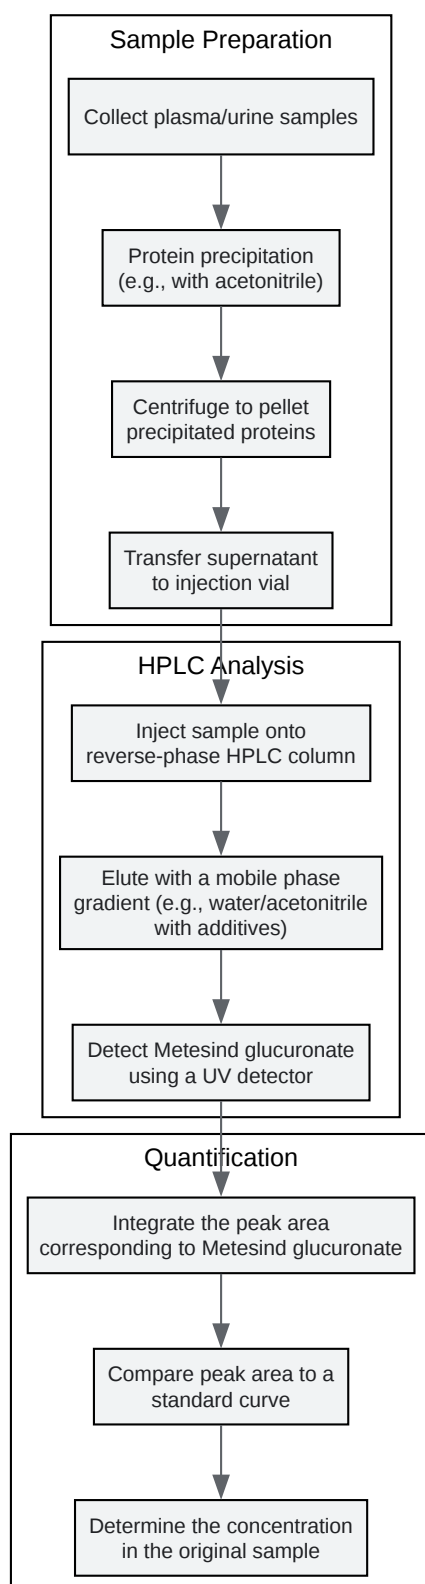 Sample Preparation
Collect plasma/urine samples
Protein precipitation
(e.g., with acetonitrile)
Centrifuge to pellet
precipitated proteins
Transfer supernatant
to injection vial
HPLC Analysis
Inject sample onto
reverse-phase HPLC column
Elute with a mobile phase
gradient (e.g., water/acetonitrile
with additives)
Detect Metesind glucuronate
using a UV detector
Quantification
Integrate the peak area
corresponding to Metesind glucuronate
Compare peak area to a
standard curve
Determine the concentration
in the original sample